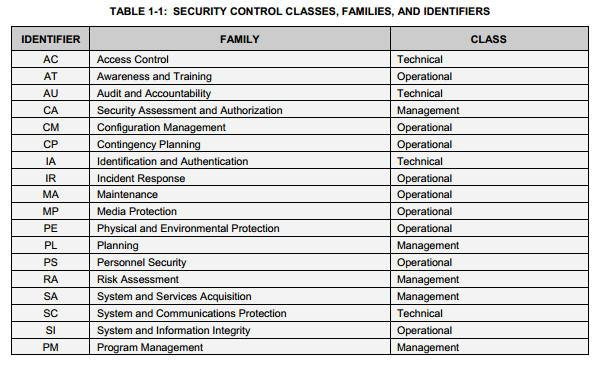 TABLE 1-1: SECURITY CONTROL CLASSES, FAMILIES, AND IDENTIFIERS
IDENTIFIER FAMILY CLASS
AC Access Control Technical
AT Awareness and Training Operational
AU Audit and Accountability Technical
CA Security Assessment and Authorization Management
CM Configuration Management Operational
CP Contingency Planning Operational
IA Identification and Authentication Technical
IR Incident Response Operational
MA Maintenance Operational
MP Media Protection Operational
PE Physical and Environmental Protection Operational
PL Planning Management
PS Personnel Security Operational
RA Risk Assessment Management
SA System and Services Acquisition Management
SC System and Communications Protection Technical
SI System and Information Integrity Operational
PM Program Management Management